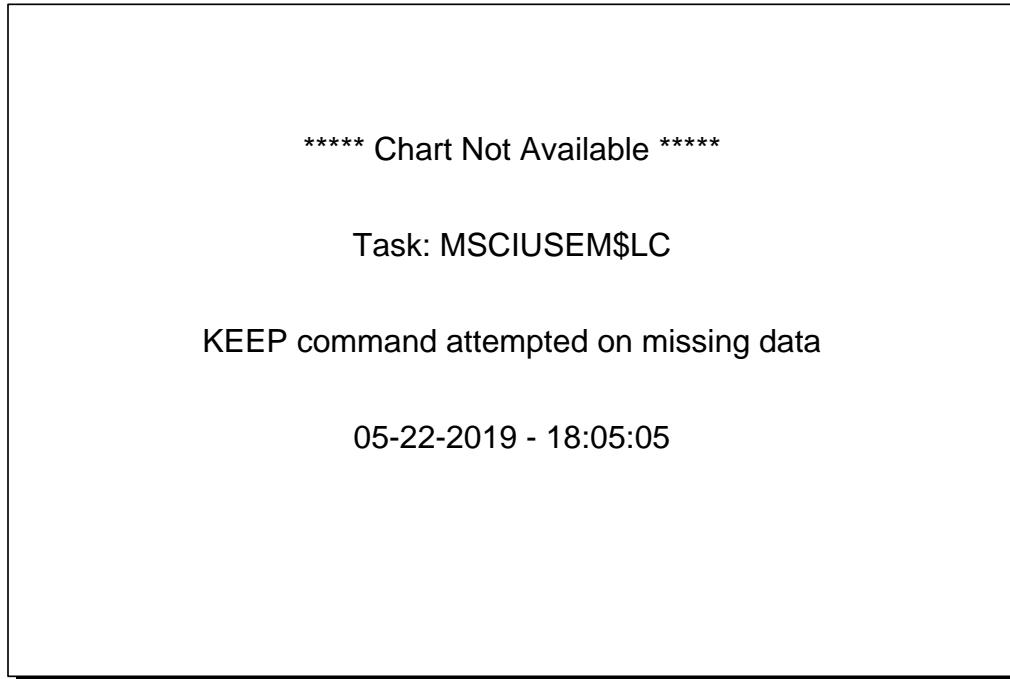 ***** Chart Not Available *****
Task: MSCIUSEM$LC
KEEP command attempted on missing data
05-22-2019 - 18:05:05